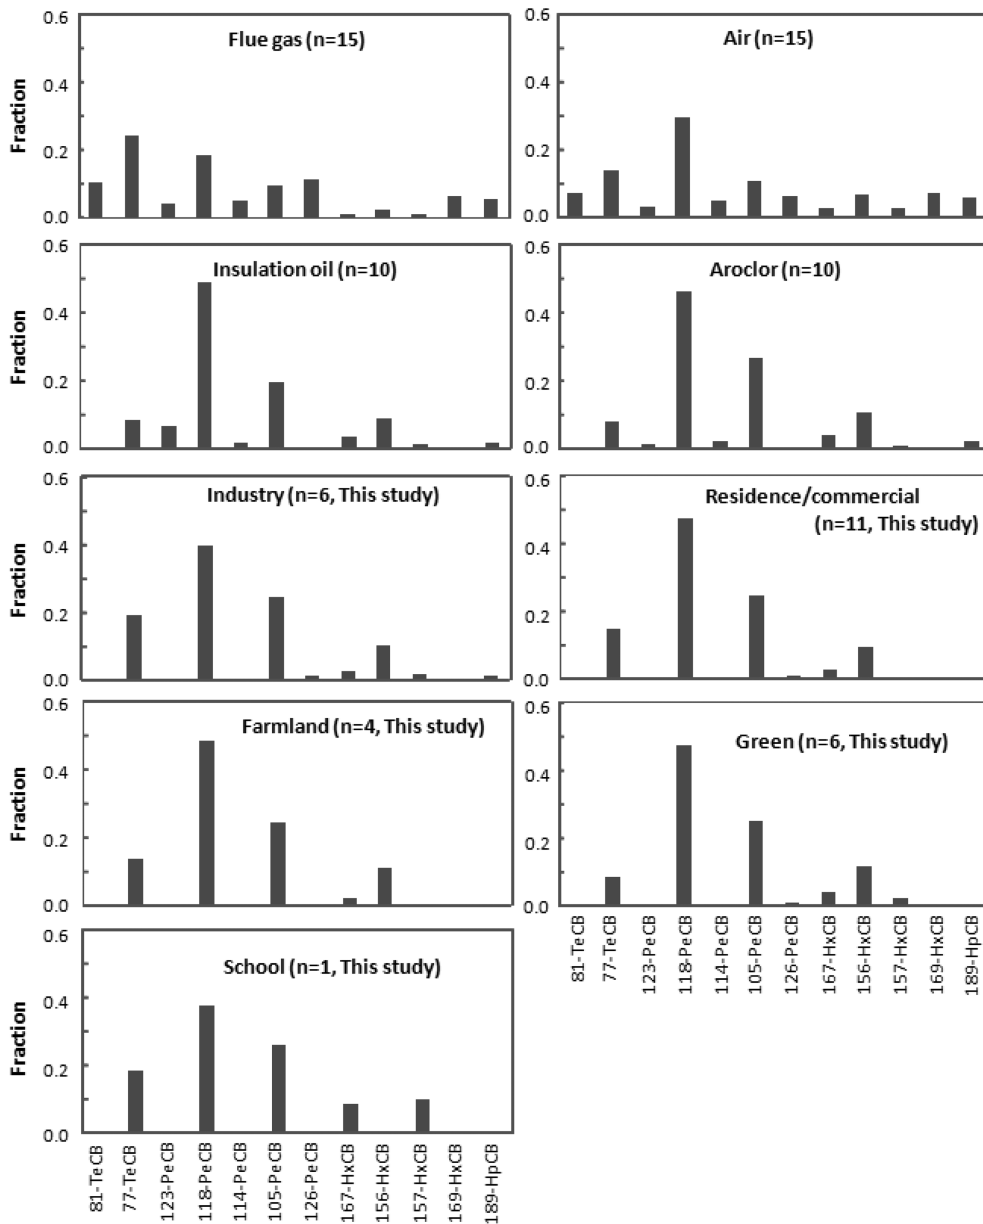 Flue gas (n=15)
Fraction
0.6
0.4
0.2
0.0
Air (n=15)
0.6
0.4
0.2
0.0
Insulation oil (n=10)
Fraction
0.4
0.2
0.0
Aroclor (n=10)
0.4
0.2
0.0
Industry (n=6, This study)
Fraction
0.6
0.4
0.2
0.0
Residence/commercial
(n=11, This study)
0.6
0.4
0.2
0.0
Farmland (n=4, This study)
Fraction
0.6
0.4
0.2
0.0
Green (n=6, This study)
0.6
0.4
0.2
0.0
81-TeCB
77-TeCB
123-PeCB
118-PeCB
114-PeCB
105-PeCB
126-PeCB
167-HxCB
156-HxCB
157-HxCB
169-HxCB
189-HpCB
School (n=1, This study)
Fraction
0.6
0.4
0.2
0.0
81-TeCB
77-TeCB
123-PeCB
118-PeCB
114-PeCB
105-PeCB
126-PeCB
167-HxCB
156-HxCB
157-HxCB
169-HxCB
189-HpCB